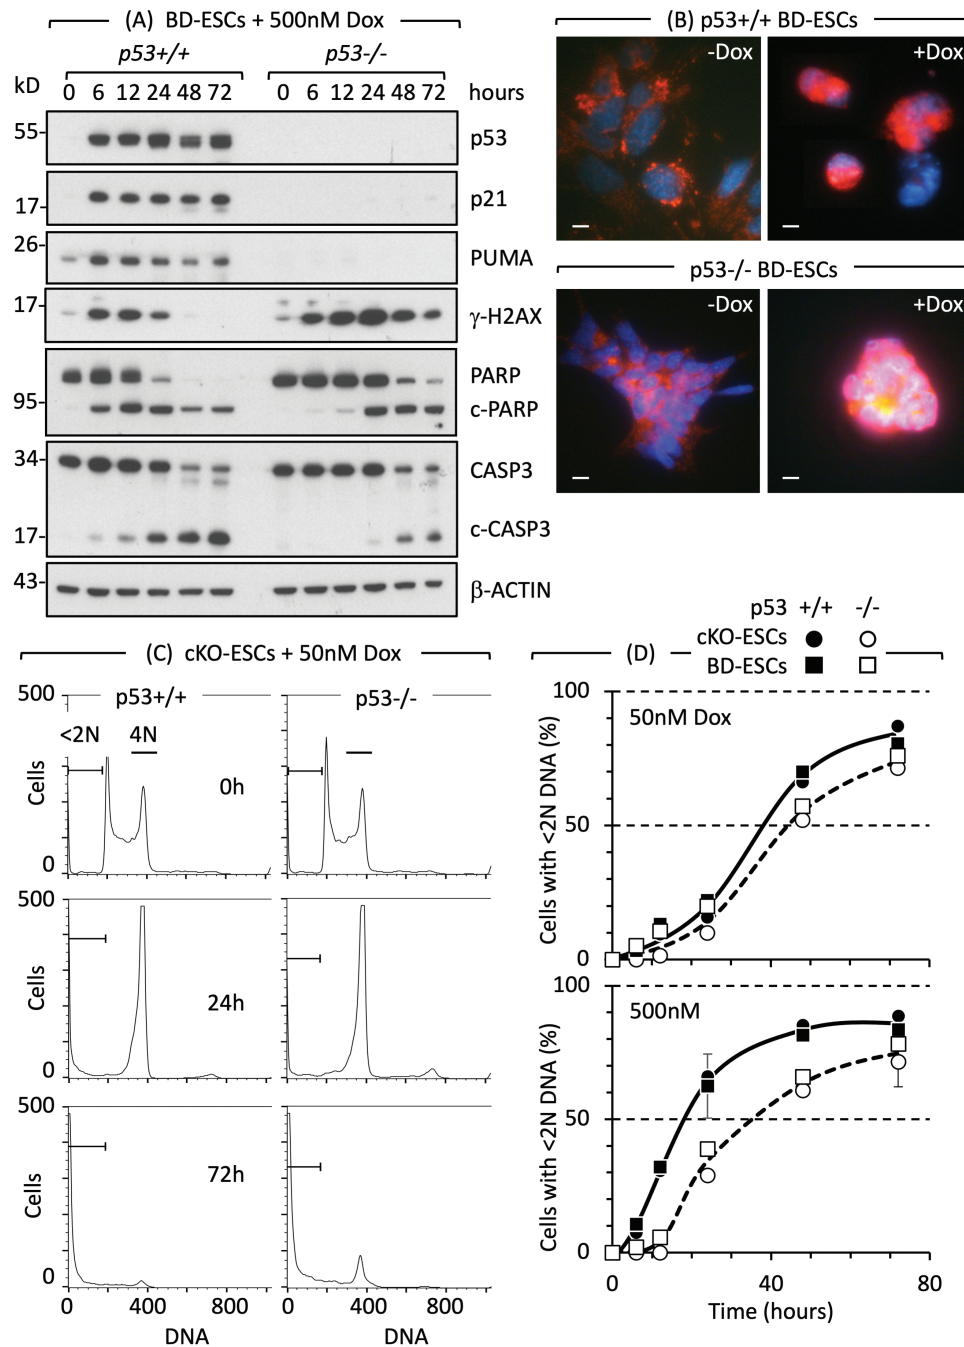 (A) BD-ESCs + 500nM Dox
p53+/+ p53-/-
kD 0 6 12 24 48 72 0 6 12 24 48 72 hours
55- p53
17- p21
26- PUMA
17- γ-H2AX
PARP
95- c-PARP
34- CASP3
17- c-CASP3
43- β-ACTIN
(B) p53+/+ BD-ESCs
-Dox +Dox
p53-/- BD-ESCs
-Dox +Dox
(C) cKO-ESCs + 50nM Dox
p53+/+ p53-/-
500
<2N 4N
Cells
0h
0
500
Cells
24h
0
500
Cells
72h
0
0 400 800 0 400 800
DNA DNA
(D)
p53 +/+ -/-
cKO-ESCs
BD-ESCs
100
50nM Dox
Cells with <2N DNA (%)
50
0
100
500nM
Cells with <2N DNA (%)
50
0
0 40 80
Time (hours)